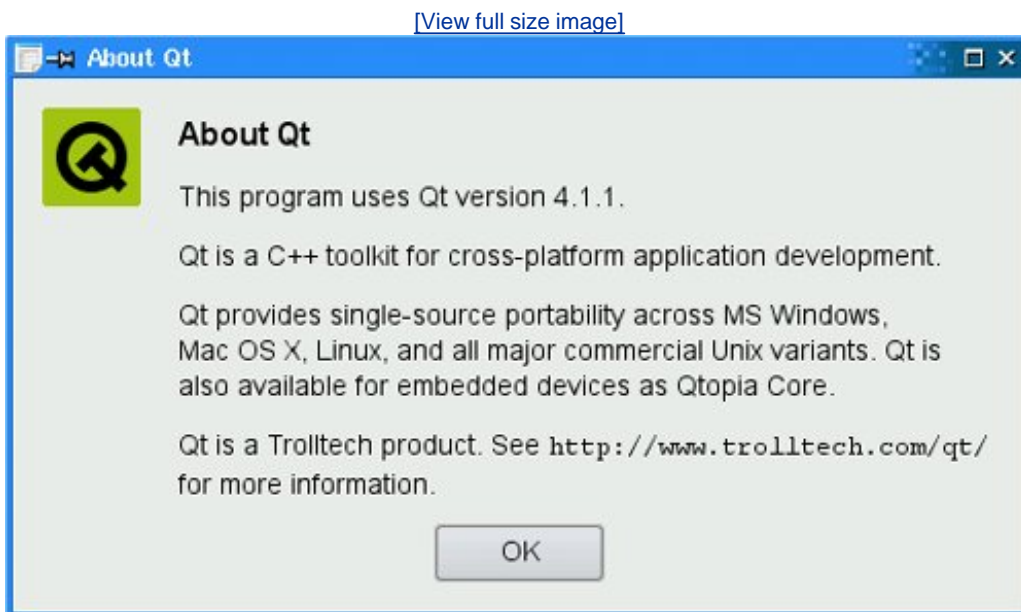 [View full size image]
About Qt
About Qt
This program uses Qt version 4.1.1.
Qt is a C++ toolkit for cross-platform application development.
Qt provides single-source portability across MS Windows,
Mac OS X, Linux, and all major commercial Unix variants. Qt is
also available for embedded devices as Qtopia Core.
Qt is a Trolltech product. See http://www.trolltech.com/qt/
for more information.
OK